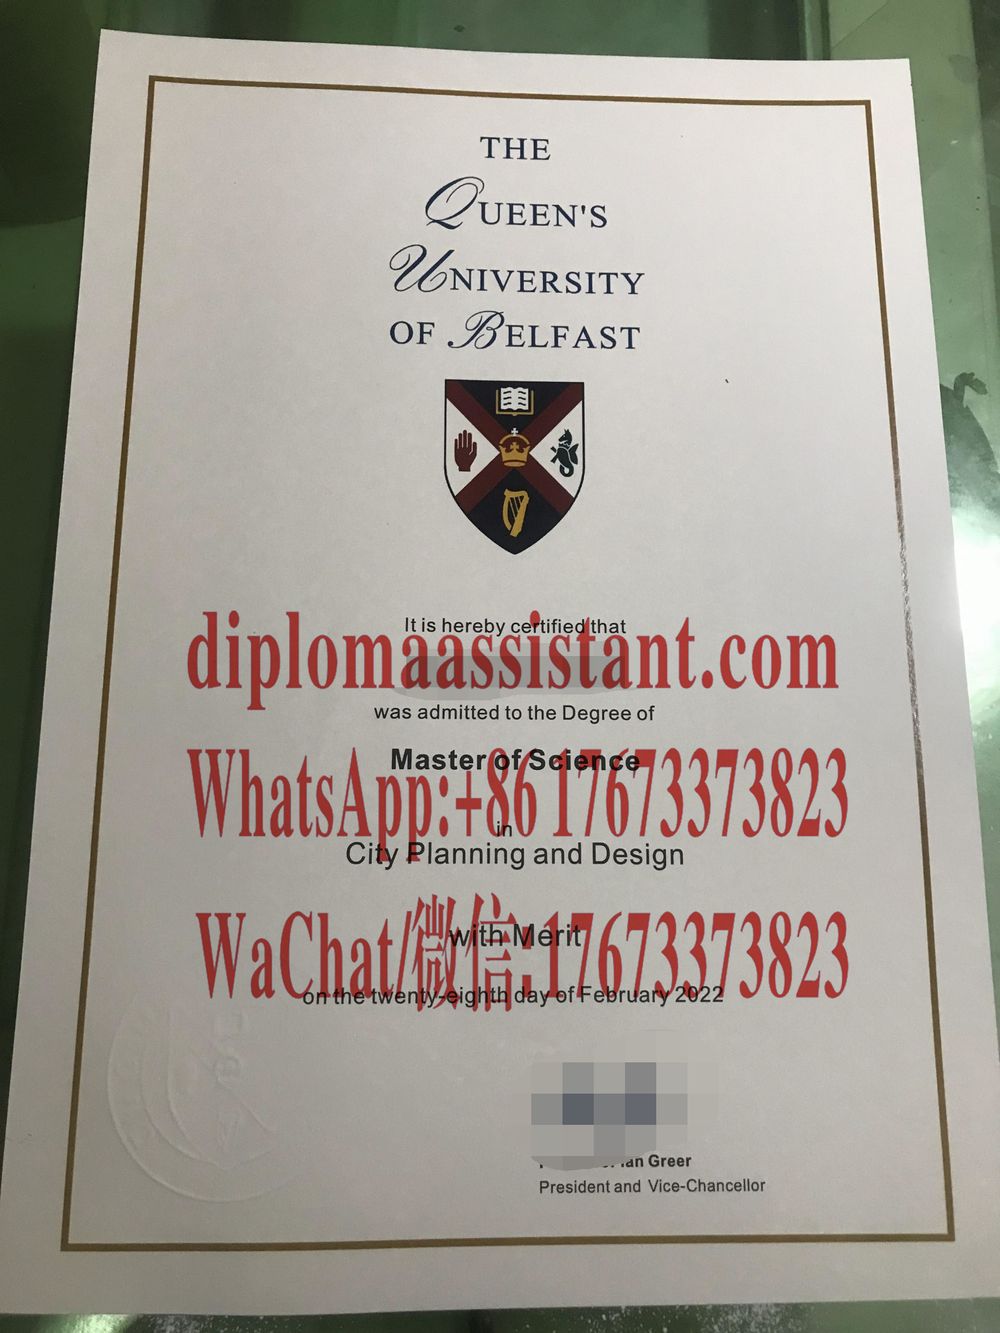 THE
QUEEN'S
UNIVERSITY
OF BELFAST
It is hereby certified that
diplomaassistant.com
was admitted to the Degree of
Master of Science
WhatsApp:+86 17673373823
in
City Planning and Design
with Merit
WaChat/微信:17673373823
on the twenty-eighth day of February 2022
Ian Greer
President and Vice-Chancellor